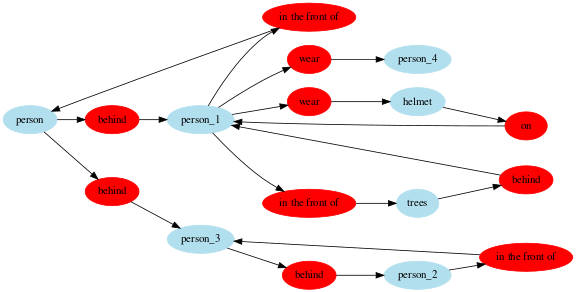 in the front of
wear
person_4
wear
helmet
person
behind
person_1
on
behind
behind
in the front of
trees
person_3
in the front of
behind
person_2